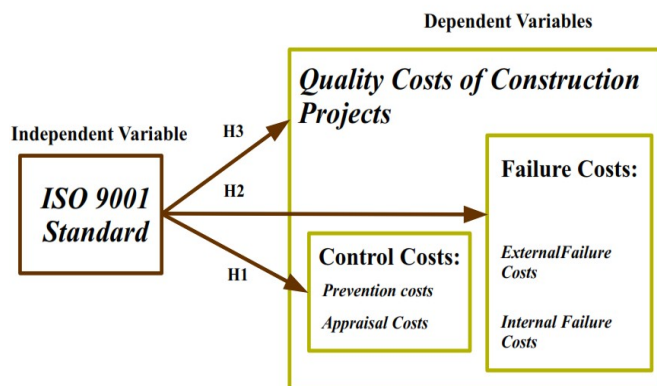 Dependent Variables
Quality Costs of Construction
Projects
Independent Variable
H3
ISO 9001
Standard
H2
H1
Failure Costs:
ExternalFailure
Costs
Internal Failure
Costs
Control Costs:
Prevention costs
Appraisal Costs